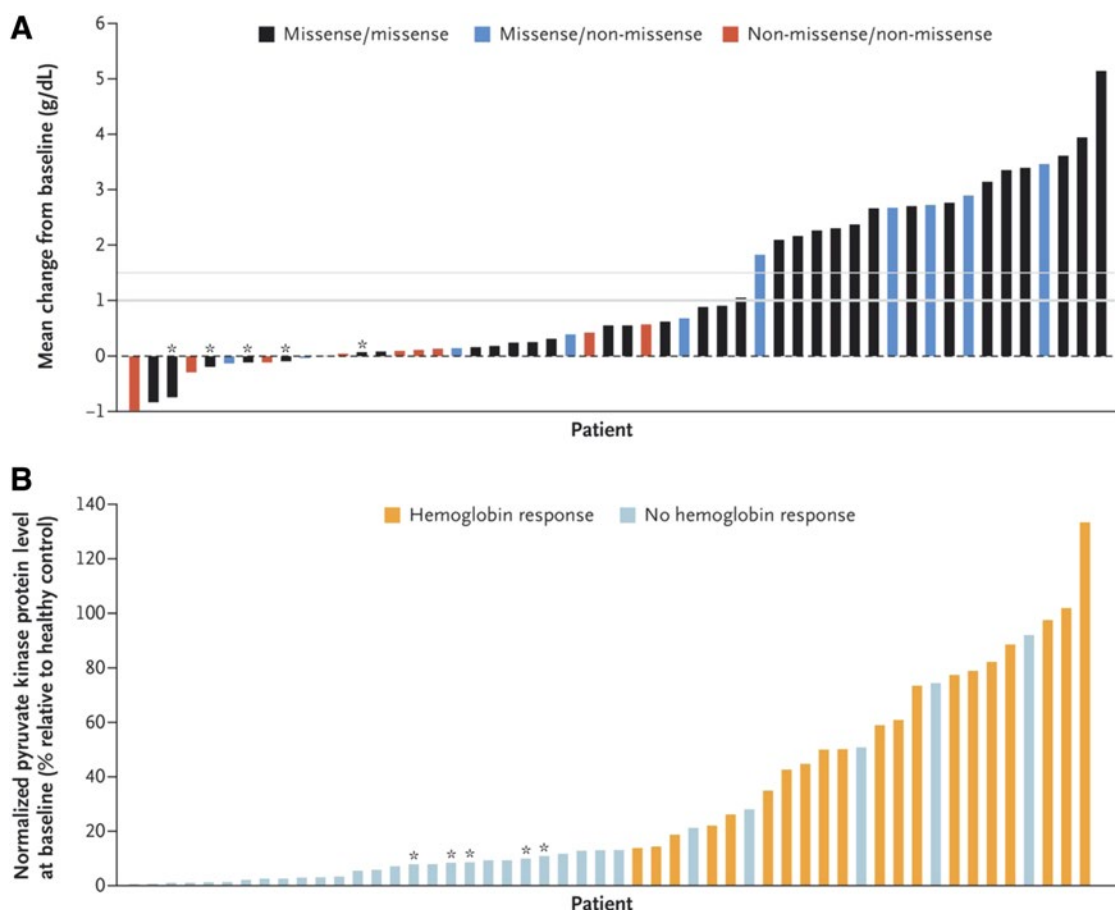 A
Mean change from baseline (g/dL)
Missense/missense Missense/non-missense Non-missense/non-missense
6
5
4
3
2
1
0
−1
* * * * *
Patient
B
Normalized pyruvate kinase protein level
at baseline (% relative to healthy control)
Hemoglobin response No hemoglobin response
140
120
100
80
60
40
20
0
* * * * *
Patient